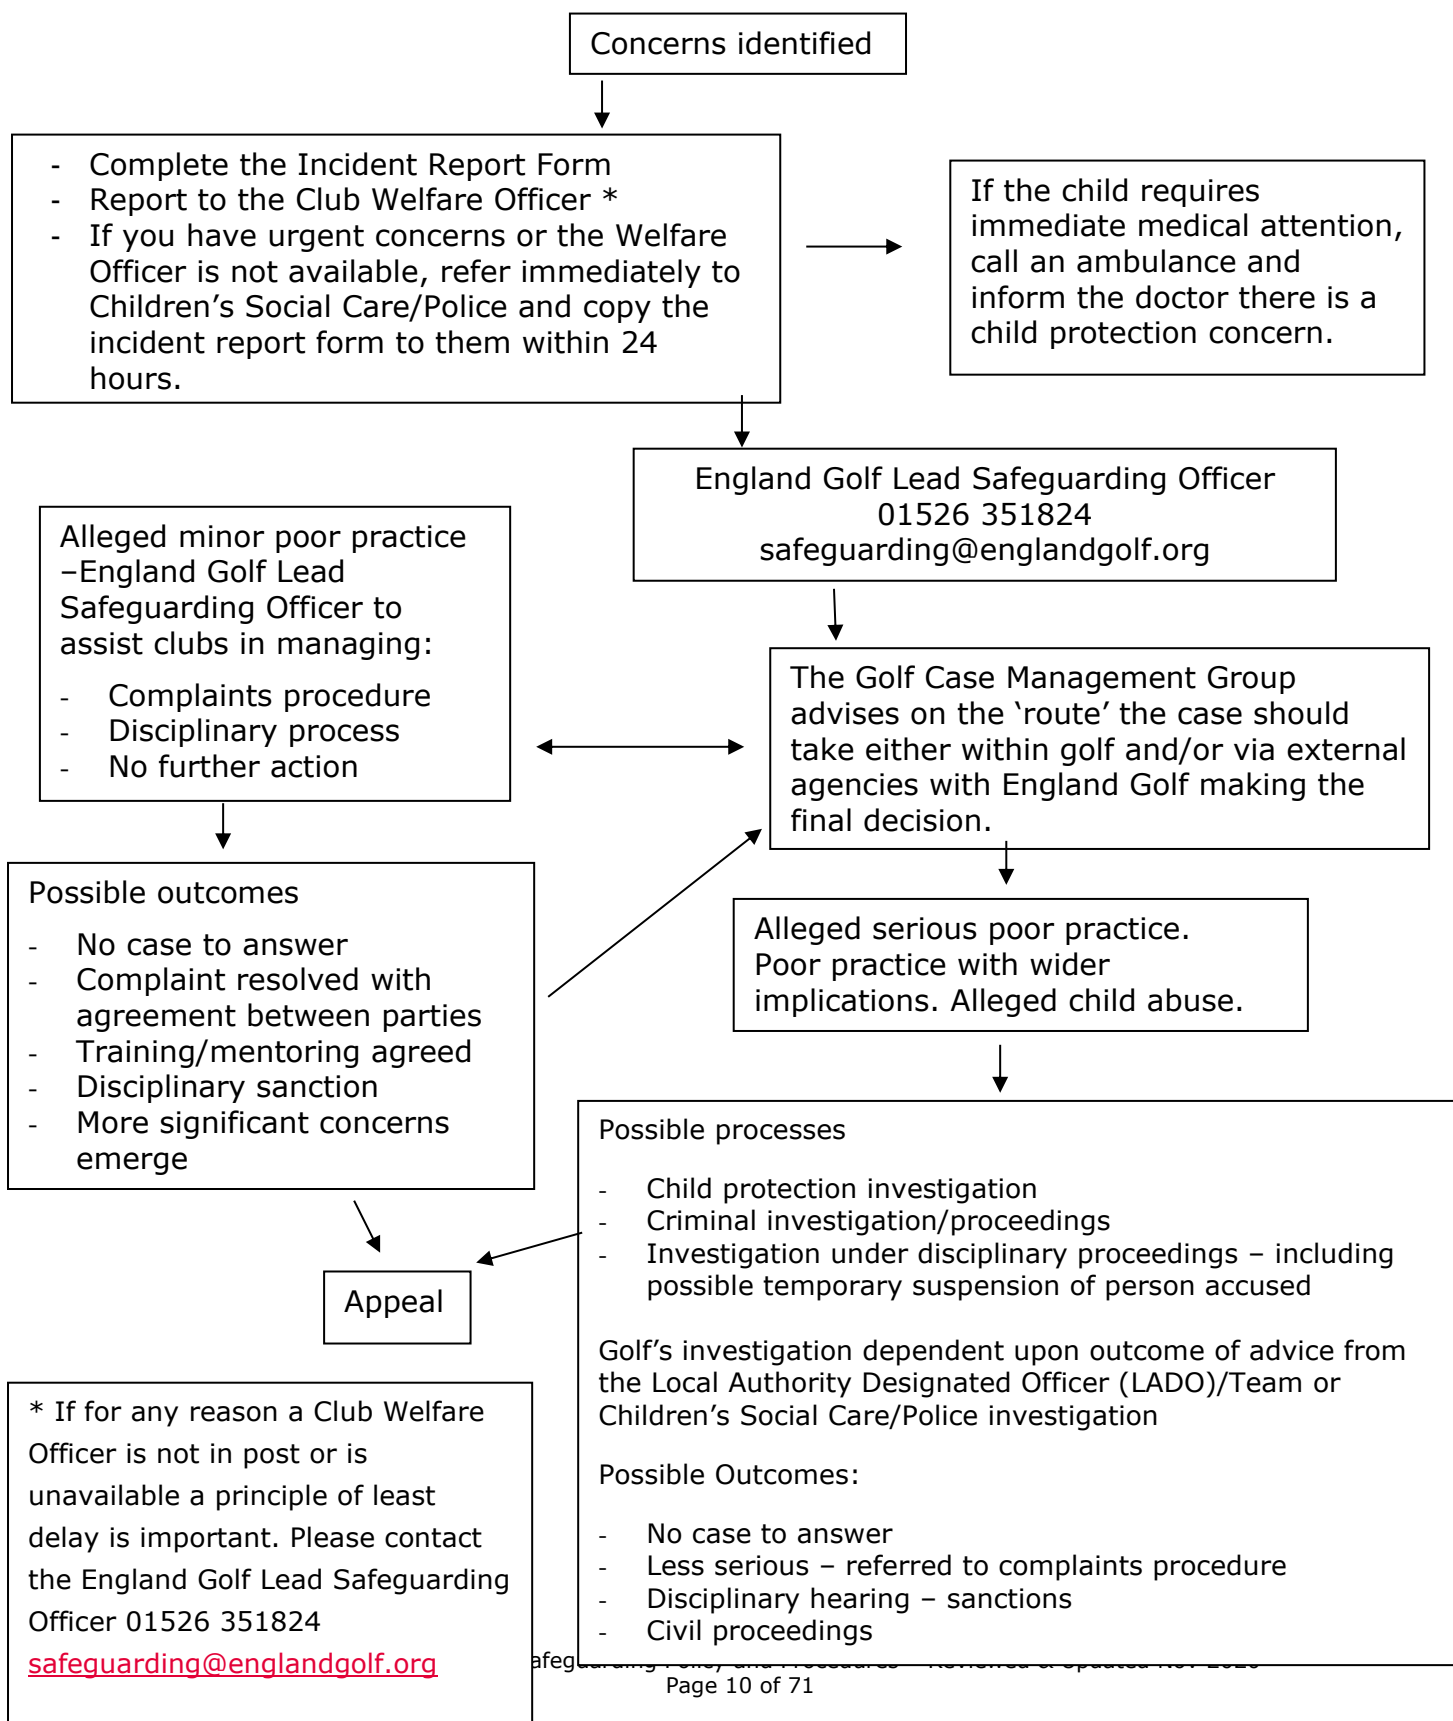 Concerns identified
- Complete the Incident Report Form
- Report to the Club Welfare Officer *
- If you have urgent concerns or the Welfare
Officer is not available, refer immediately to
Children’s Social Care/Police and copy the
incident report form to them within 24
hours.
If the child requires
immediate medical attention,
call an ambulance and
inform the doctor there is a
child protection concern.
England Golf Lead Safeguarding Officer
01526 351824
safeguarding@englandgolf.org
Alleged minor poor practice
–England Golf Lead
Safeguarding Officer to
assist clubs in managing:
- Complaints procedure
- Disciplinary process
- No further action
The Golf Case Management Group
advises on the ‘route’ the case should
take either within golf and/or via external
agencies with England Golf making the
final decision.
Possible outcomes
- No case to answer
- Complaint resolved with
agreement between parties
- Training/mentoring agreed
- Disciplinary sanction
- More significant concerns
emerge
Alleged serious poor practice.
Poor practice with wider
implications. Alleged child abuse.
Possible processes
- Child protection investigation
- Criminal investigation/proceedings
- Investigation under disciplinary proceedings – including
possible temporary suspension of person accused
Golf’s investigation dependent upon outcome of advice from
the Local Authority Designated Officer (LADO)/Team or
Children’s Social Care/Police investigation
Possible Outcomes:
- No case to answer
- Less serious – referred to complaints procedure
- Disciplinary hearing – sanctions
- Civil proceedings
Appeal
* If for any reason a Club Welfare
Officer is not in post or is
unavailable a principle of least
delay is important. Please contact
the England Golf Lead Safeguarding
Officer 01526 351824
safeguarding@englandgolf.org
Policy and Procedures Reviewed & Updated Nov
Page 10 of 71